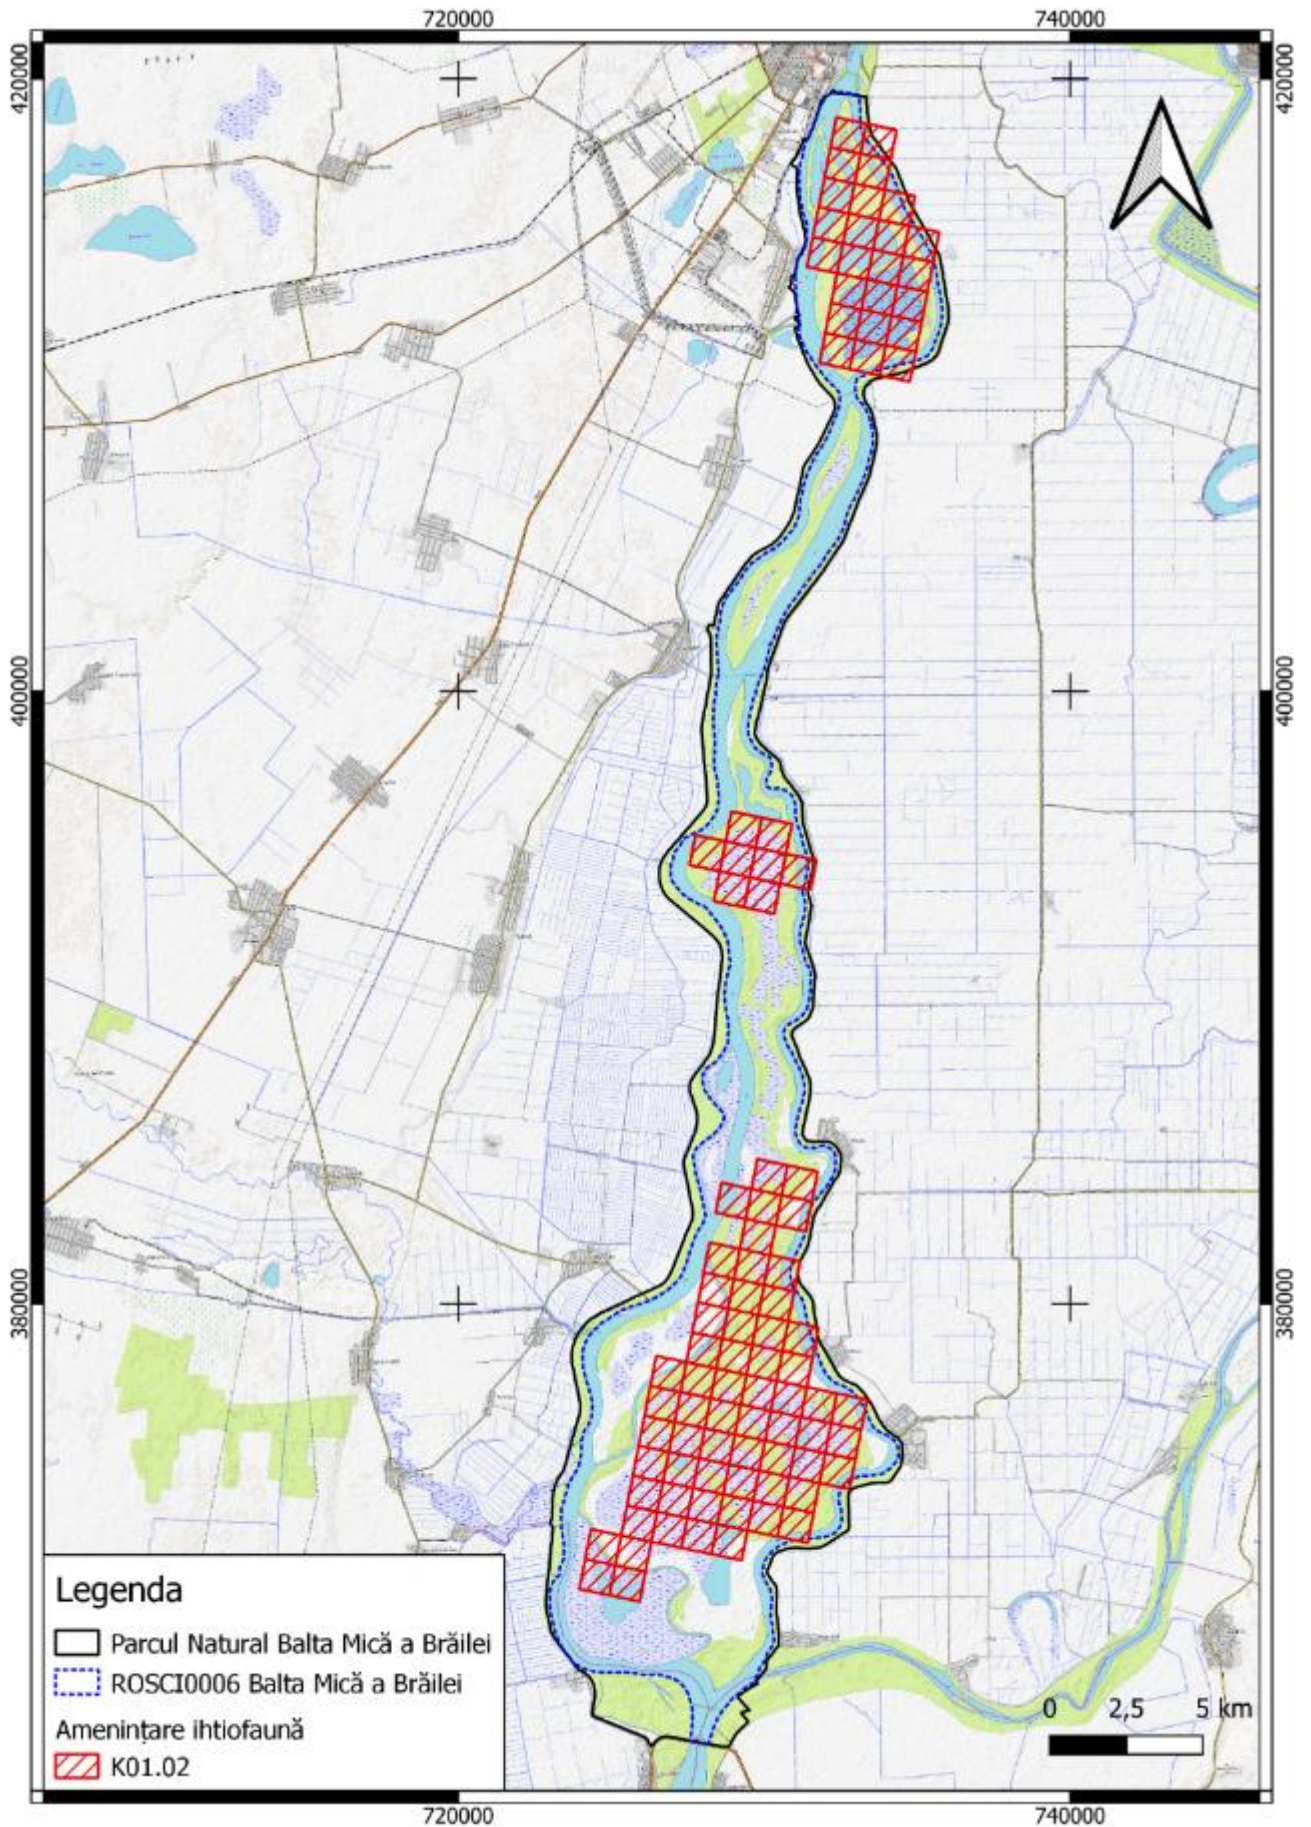 720000 740000
420000 420000
400000 400000
380000 380000
Legenda
Parcul Natural Balta Mică a Brăilei
ROSCI0006 Balta Mică a Brăilei
Amenințare ihtiofaună
K01.02
0 2,5 5 km
720000 740000